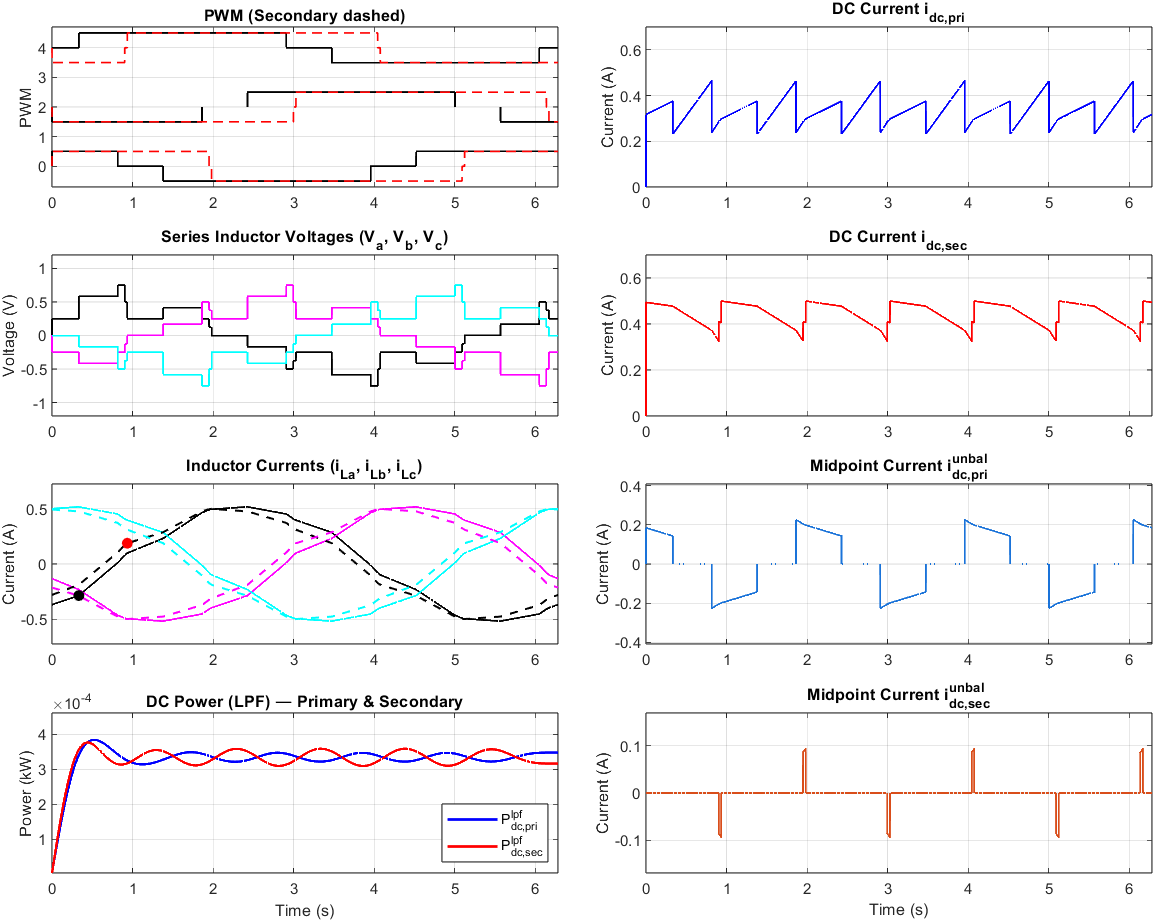 PWM (Secondary dashed)
PWM
4
3
2
1
0
0 1 2 3 4 5 6
DC Current i_dc,pri
Current (A)
0.6
0.4
0.2
0
0 1 2 3 4 5 6
Series Inductor Voltages (V_a, V_b, V_c)
Voltage (V)
1
0.5
0
-0.5
-1
0 1 2 3 4 5 6
DC Current i_dc,sec
Current (A)
0.6
0.4
0.2
0
0 1 2 3 4 5 6
Inductor Currents (i_La, i_Lb, i_Lc)
Current (A)
0.5
0
-0.5
0 1 2 3 4 5 6
Midpoint Current i^unbal_dc,pri
Current (A)
0.4
0.2
0
-0.2
-0.4
0 1 2 3 4 5 6
DC Power (LPF) — Primary & Secondary
×10^-4
Power (kW)
4
3
2
1
P^lpf_dc,pri
P^lpf_dc,sec
0 1 2 3 4 5 6
Time (s)
Midpoint Current i^unbal_dc,sec
Current (A)
0.1
0
-0.1
0 1 2 3 4 5 6
Time (s)